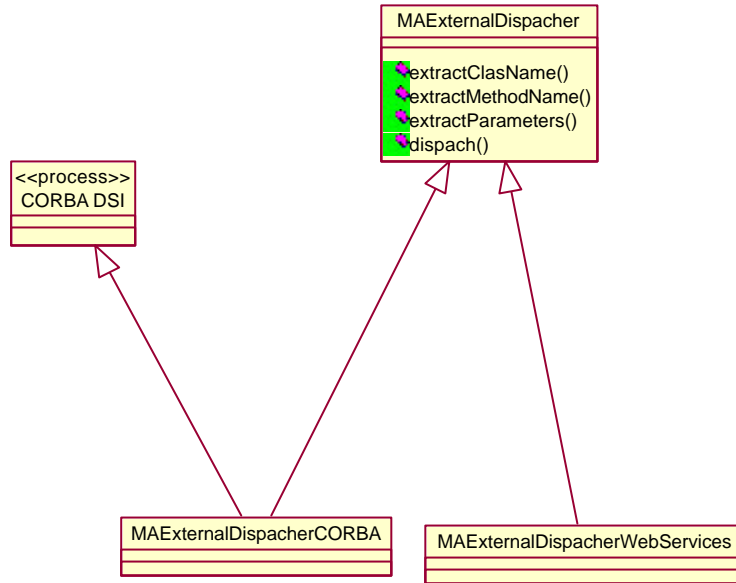 MAExternalDispacher
extractClasName()
extractMethodName()
extractParameters()
dispach()
<<process>>
CORBA DSI
MAExternalDispacherCORBA
MAExternalDispacherWebServices